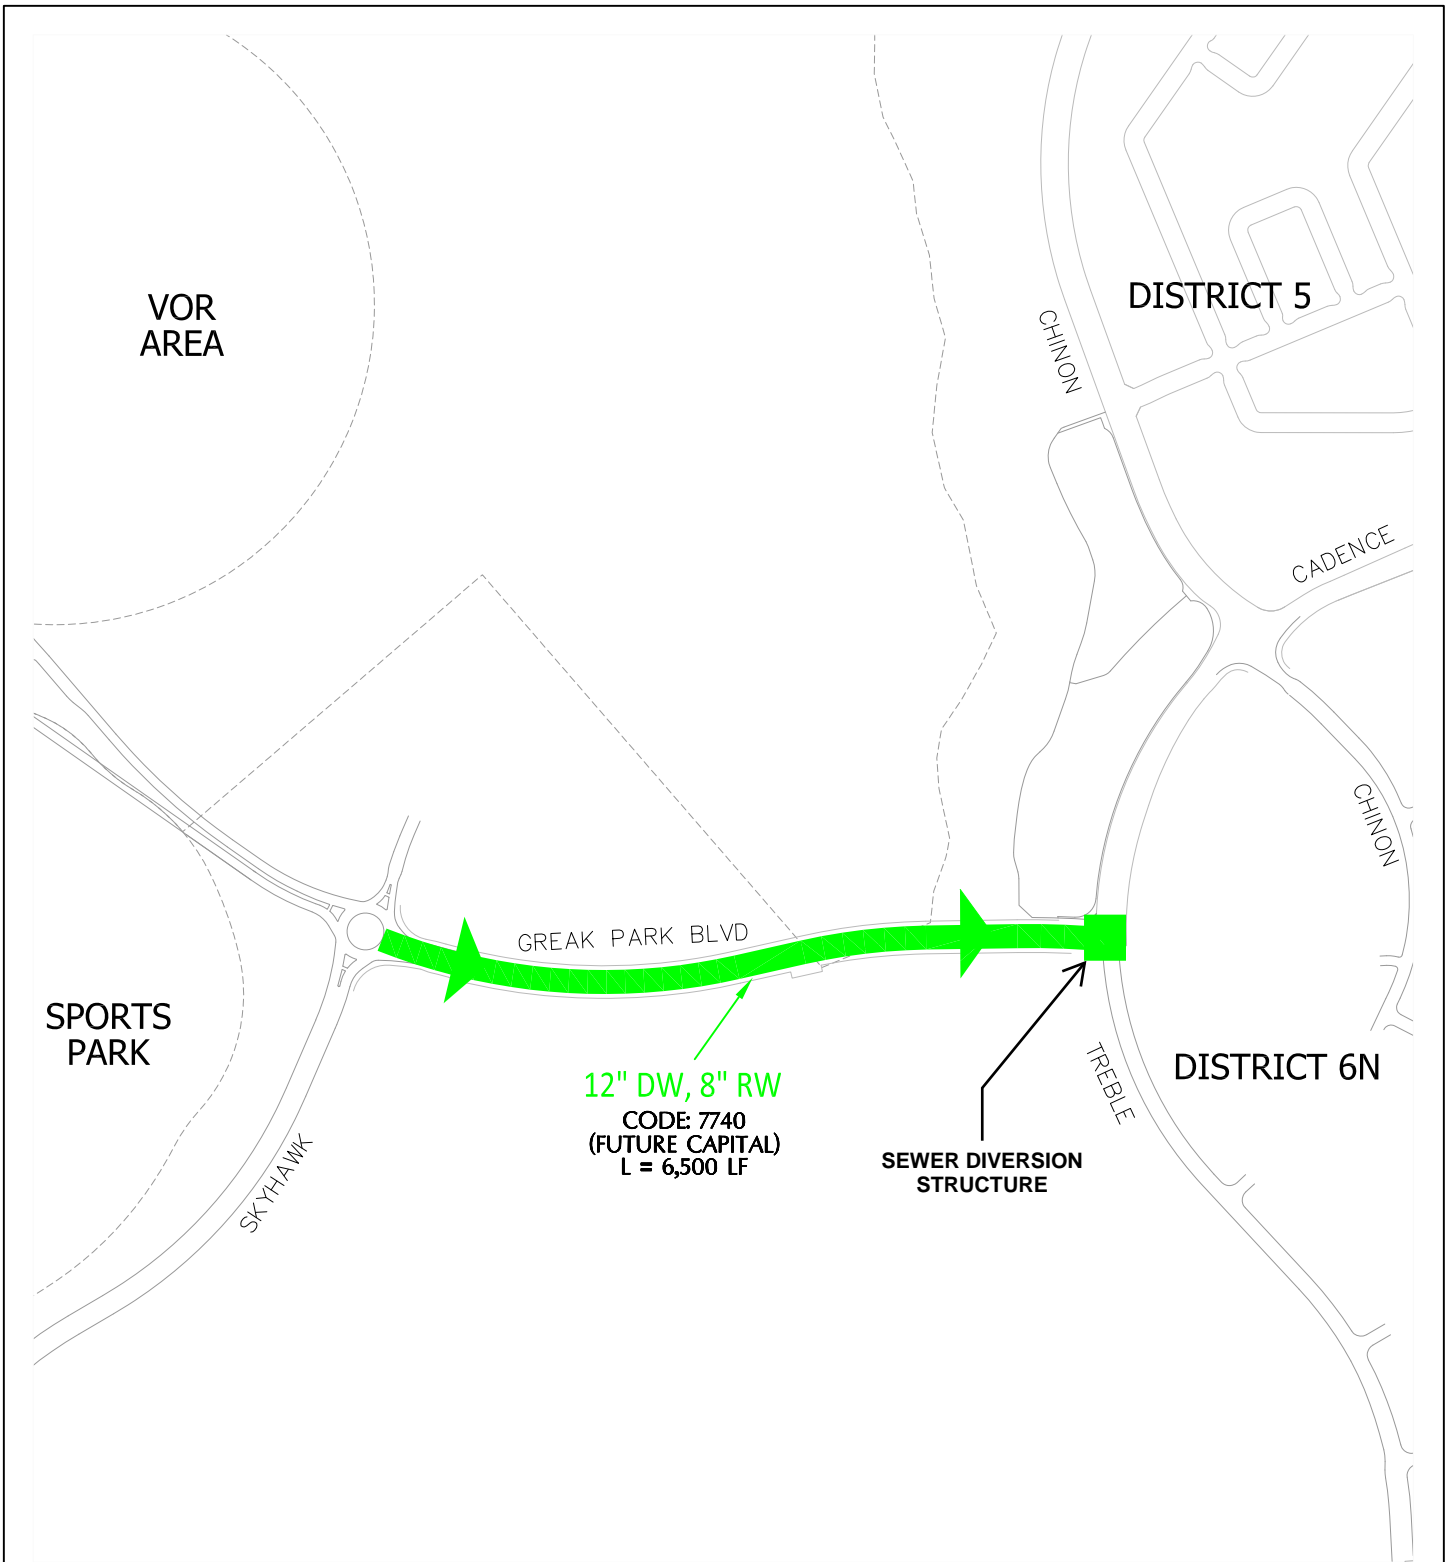 VOR
AREA
DISTRICT 5
CHINON
CADENCE
CHINON
GREAK PARK BLVD
SPORTS
PARK
12" DW, 8" RW
CODE: 7740
(FUTURE CAPITAL)
L = 6,500 LF
TREBLE
DISTRICT 6N
SKYHAWK
SEWER DIVERSION
STRUCTURE